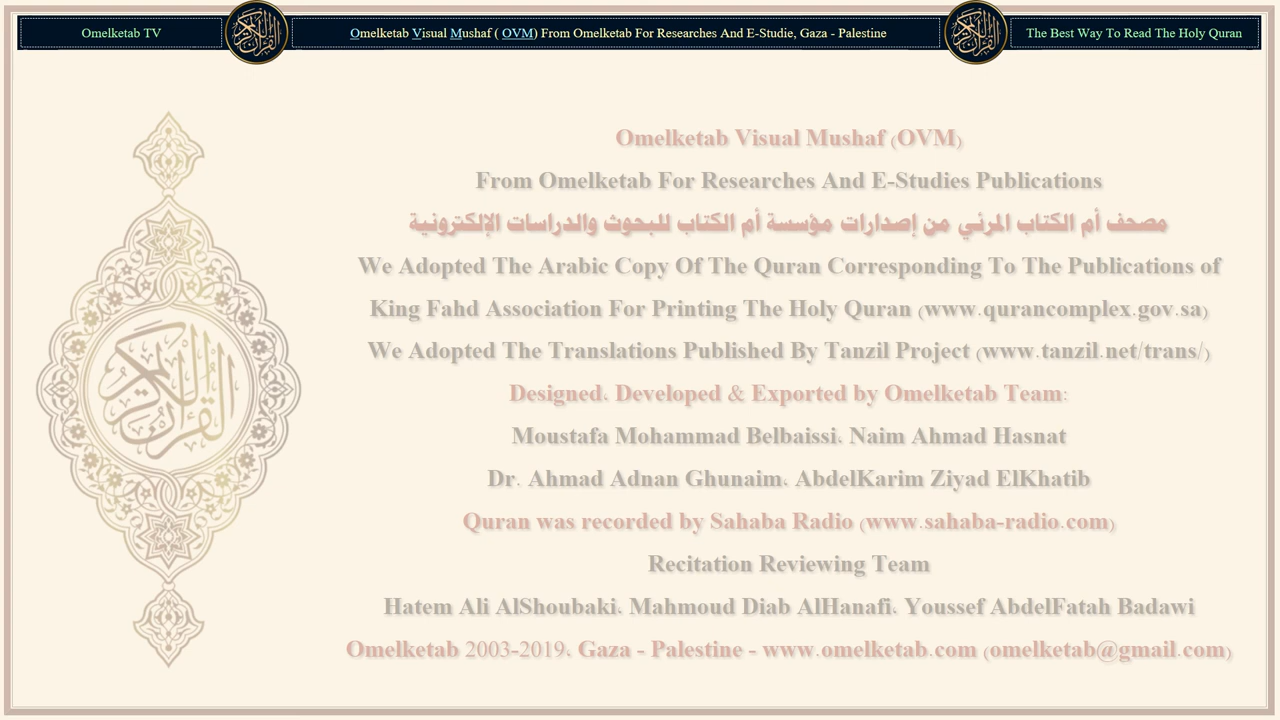 Omelketab TV
Omelketab Visual Mushaf ( OVM) From Omelketab For Researches And E-Studie, Gaza - Palestine
The Best Way To Read The Holy Quran
Omelketab Visual Mushaf (OVM)
From Omelketab For Researches And E-Studies Publications
مصحف أم الكتاب المرئي من إصدارات مؤسسة أم الكتاب للبحوث والدراسات الإلكترونية
We Adopted The Arabic Copy Of The Quran Corresponding To The Publications of
King Fahd Association For Printing The Holy Quran (www.qurancomplex.gov.sa)
We Adopted The Translations Published By Tanzil Project (www.tanzil.net/trans/)
Designed، Developed & Exported by Omelketab Team:
Moustafa Mohammad Belbaissi، Naim Ahmad Hasnat
Dr. Ahmad Adnan Ghunaim، AbdelKarim Ziyad ElKhatib
Quran was recorded by Sahaba Radio (www.sahaba-radio.com)
Recitation Reviewing Team
Hatem Ali AlShoubaki، Mahmoud Diab AlHanafi، Youssef AbdelFatah Badawi
Omelketab 2003-2019، Gaza - Palestine - www.omelketab.com (omelketab@gmail.com)
القرآن الكريم